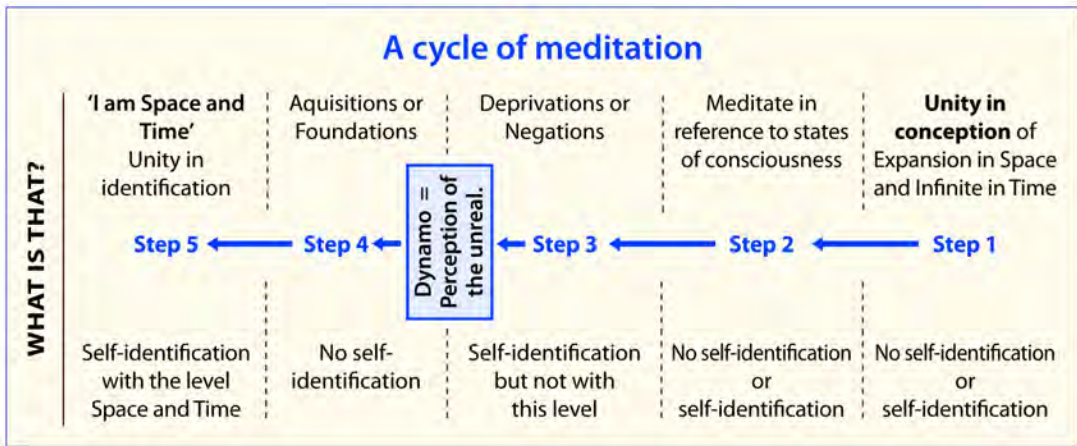 A cycle of meditation
WHAT IS THAT?
'I am Space and
Time'
Unity in
identification
Aquisitions or
Foundations
Deprivations or
Negations
Meditate in
reference to states
of consciousness
Unity in
conception of
Expansion in Space
and Infinite in Time
Step 5
Step 4
Dynamo =
Perception of
the unreal.
Step 3
Step 2
Step 1
Self-identification
with the level
Space and Time
No self-
identification
Self-identification
but not with
this level
No self-identification
or
self-identification
No self-identification
or
self-identification